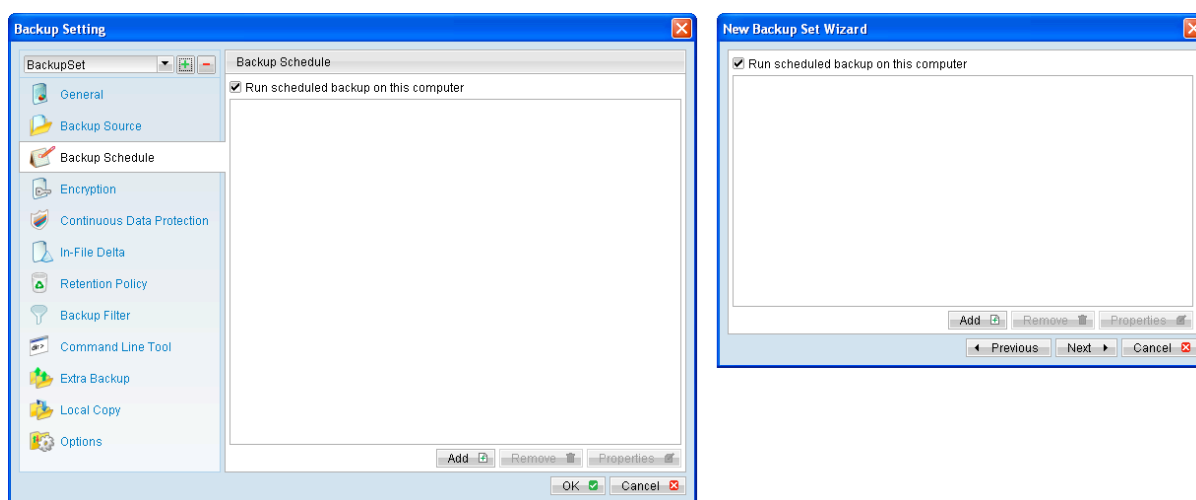 Backup Setting
BackupSet
General
Backup Source
Backup Schedule
Encryption
Continuous Data Protection
In-File Delta
Retention Policy
Backup Filter
Command Line Tool
Extra Backup
Local Copy
Options
Backup Schedule
Run scheduled backup on this computer
Add Remove Properties
OK Cancel
New Backup Set Wizard
Run scheduled backup on this computer
Add Remove Properties
Previous Next Cancel